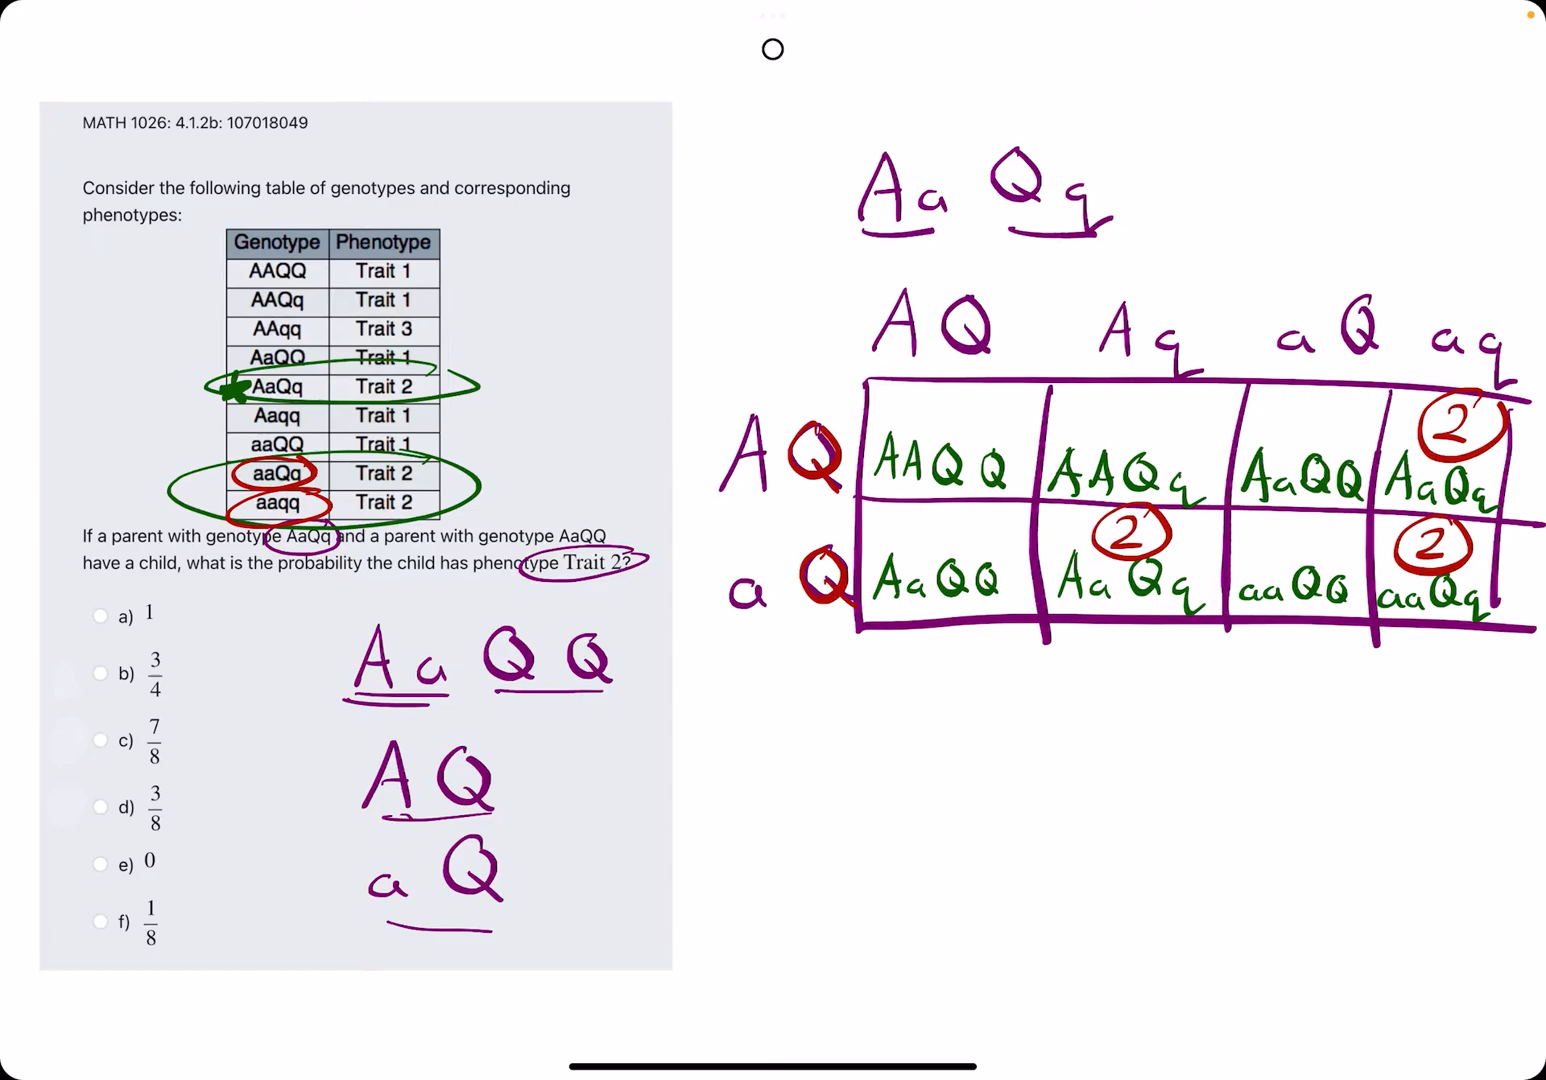 MATH 1026: 4.1.2b: 107018049
Consider the following table of genotypes and corresponding
phenotypes:
Genotype Phenotype
AAQQ Trait 1
AAQq Trait 1
AAqq Trait 3
AaQQ Trait 1
AaQq Trait 2
Aaqq Trait 1
aaQQ Trait 1
aaQq Trait 2
aaqq Trait 2
If a parent with genotype AaQq and a parent with genotype AaQQ
have a child, what is the probability the child has phenotype Trait 2?
a) 1
b) 3/4
c) 7/8
d) 3/8
e) 0
f) 1/8
Aa QQ
AQ
aQ
Aa Qq
AQ Aq aQ aq
2
AQ AAQQ AAQq AaQQ AaQq
2 2
aQ AaQQ AaQq aaQQ aaQq